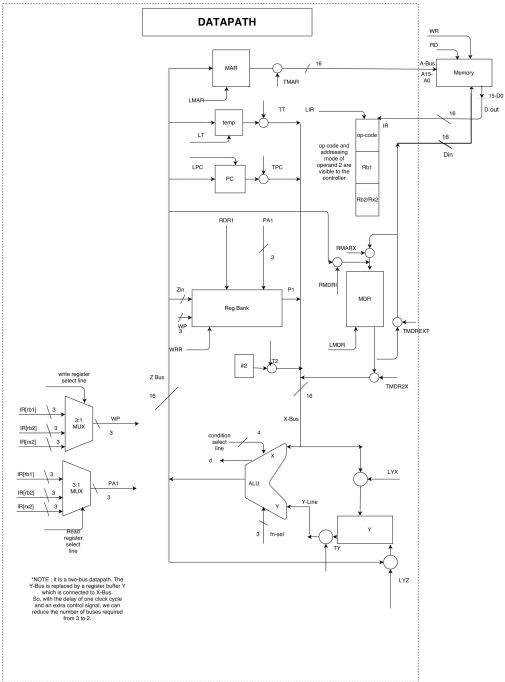 DATAPATH
WR
RD
MAR
16
A-Bus
Memory
A15-
A0
TMAR
15-D0
D out
LMAR
TT
LIR
IR
16
temp
op-code
16
Din
LT
op code and
addressing
mode of
operand 2 are
visible to the
controller
LPC
TPC
PC
Rb1
Rb2/Rx2
RDR1
PA1
3
RMARX
RMDRI
MDR
Zin
P1
Reg Bank
WP
3
TMDREXT
WRR
LMDR
T2
#2
TMDR2X
Z Bus
16
16
X-Bus
write register
select line
IR[rb1]
3
IR[rb2]
3
IR[rx2]
3
3:1
MUX
WP
3
condition
select
line
4
d
X
ALU
Y
LYX
IR[rb1]
3
IR[rb2]
3
IR[rx2]
3
3:1
MUX
PA1
3
Y-Line
Y
3
fn-sel
TY
Read
register
select
line
LYZ
*NOTE : It is a two-bus datapath. The
Y-Bus is replaced by a register buffer Y
which is connected to X-Bus.
So, with the delay of one clock cycle
and an extra control signal, we can
reduce the number of buses required
from 3 to 2.